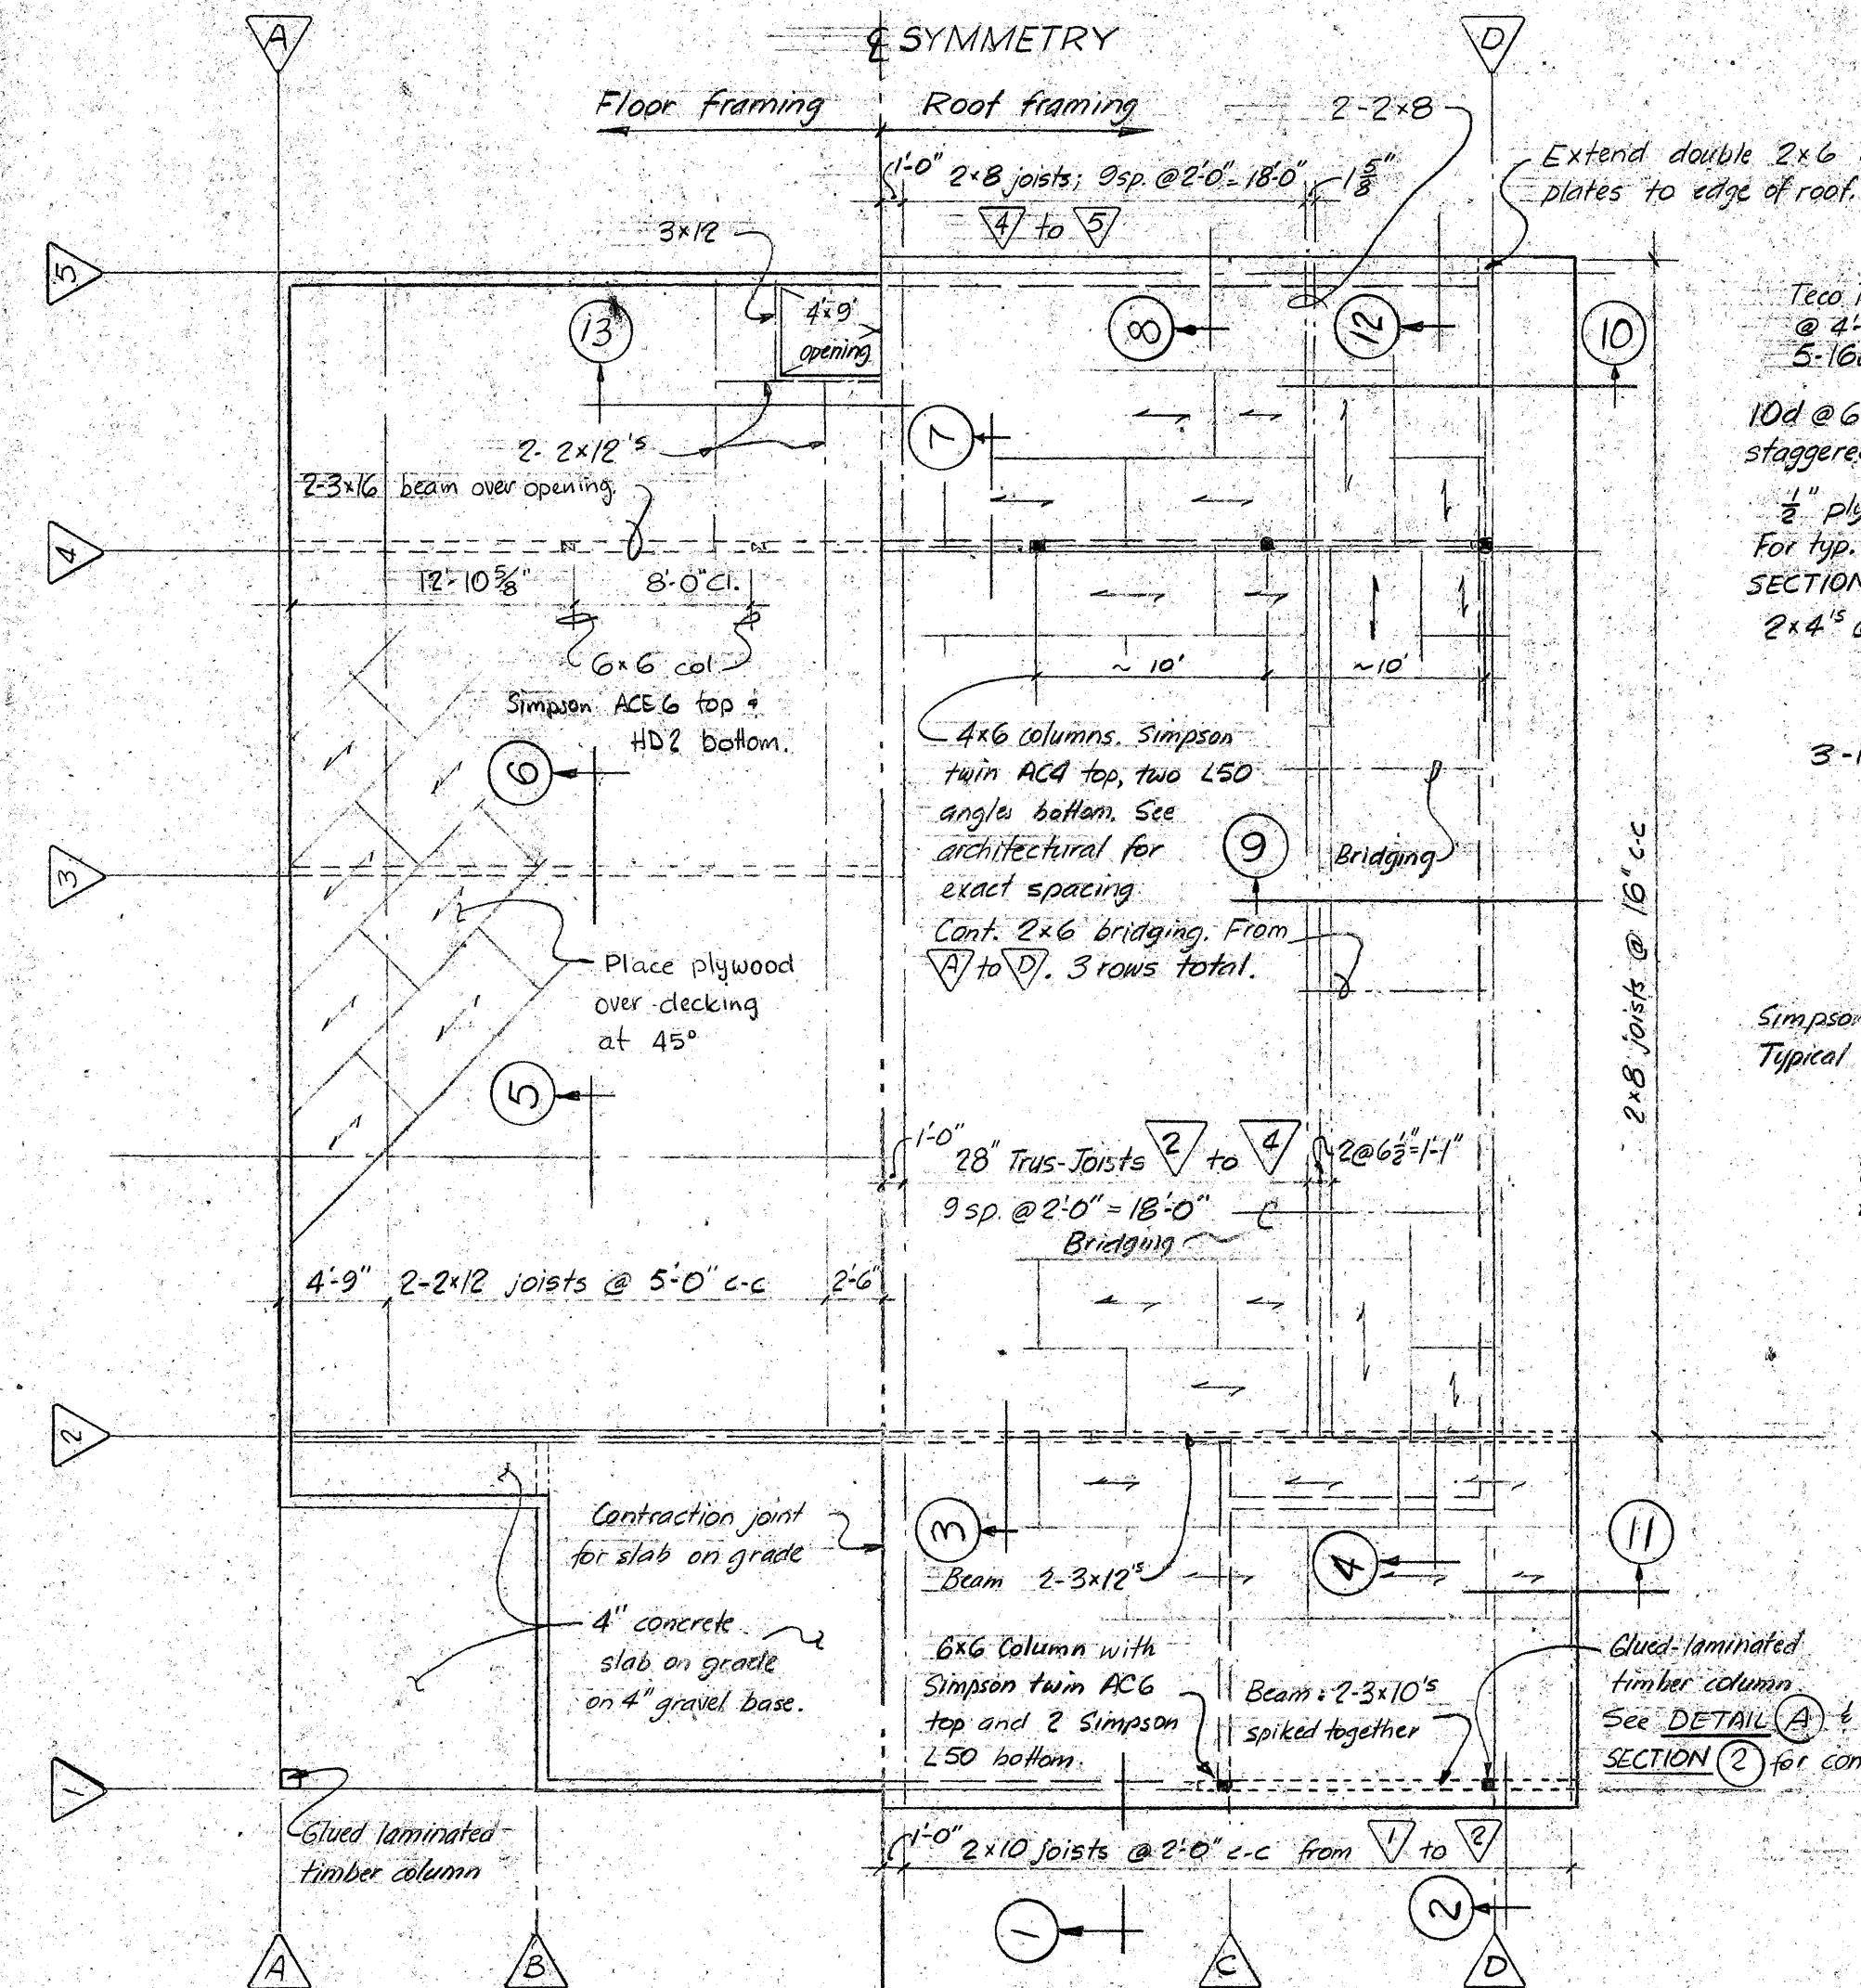 A
℄ SYMMETRY
D
Floor framing
Roof framing
2-2×8
1'-0"
2×8 joists; 9sp. @ 2'-0" = 18'-0"
1 5/8"
4 to 5
Extend double 2×6
plates to edge of roof.
3×12
5
4'×9'
opening
13
8
12
10
Teco
@ 4'-
5-16
10d @ 6
staggere
1/2" ply
For typ.
SECTION
2×4's
7
2-2×12's
2-3×16 beam over opening.
4
12'-10 5/8"
8'-0" Cl.
6×6 col
Simpson ACE6 top &
HD2 bottom.
6
~ 10'
~10'
4×6 columns. Simpson
twin AC4 top, two L50
angles bottom. See
architectural for
exact spacing
Cont. 2×6 bridging. From
A to D. 3 rows total.
9
Bridging
3-1
3
2×8 joists @ 16" c-c
Place plywood
over decking
at 45°
5
Simpson
Typical
1'-0"
28" Trus-Joists 2 to 4
2@6 1/2"=1'-1"
9 sp. @ 2'-0" = 18'-0"
Bridging
4'-9"
2-2×12 joists @ 5'-0" c-c
2'-6"
2
Contraction joint
for slab on grade
4" concrete
slab on grade
on 4" gravel base.
3
Beam 2-3×12's
4
11
6×6 Column with
Simpson twin AC6
top and 2 Simpson
L50 bottom.
Beam: 2-3×10's
spiked together
Glued-laminated
timber column.
See DETAIL A &
SECTION 2 for con
1
Glued laminated
timber column
1'-0"
2×10 joists @ 2'-0" c-c from 1 to 2
1
2
A
B
C
D